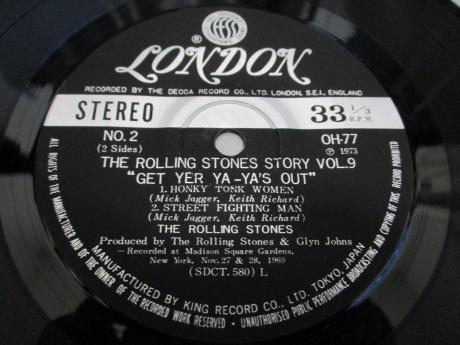 ®
LONDON
RECORDED BY THE DECCA RECORD CO., LTD. LONDON, S.E.I., ENGLAND
STEREO
33 1/3
R.P.M.
NO. 2
(2 Sides)
OH-77
Ⓟ 1973
THE ROLLING STONES STORY VOL.9
"GET YER YA-YA'S OUT"
1. HONKY TONK WOMEN
(Mick Jagger, Keith Richard)
2. STREET FIGHTING MAN
(Mick Jagger, Keith Richard)
THE ROLLING STONES
Produced by The Rolling Stones & Glyn Johns
—Recorded at Madison Square Gardens,
New York, Nov. 27 & 28, 1969
(SDCT. 580) L
MANUFACTURED BY KING RECORD CO., LTD. TOKYO, JAPAN
ALL RIGHTS OF THE MANUFACTURER AND OF THE OWNER OF THE RECORDED WORK RESERVED · UNAUTHORISED PUBLIC PERFORMANCE BROADCASTING AND COPYING OF THIS RECORD PROHIBITED